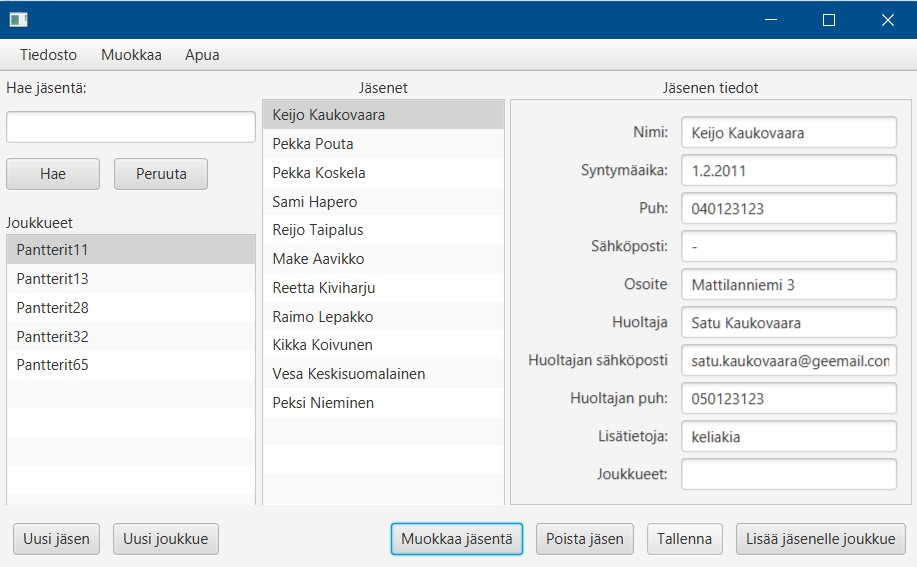 Tiedosto Muokkaa Apua
Hae jäsentä:
Hae Peruuta
Joukkueet
Pantterit11
Pantterit13
Pantterit28
Pantterit32
Pantterit65
Jäsenet
Keijo Kaukovaara
Pekka Pouta
Pekka Koskela
Sami Hapero
Reijo Taipalus
Make Aavikko
Reetta Kiviharju
Raimo Lepakko
Kikka Koivunen
Vesa Keskisuomalainen
Peksi Nieminen
Jäsenen tiedot
Nimi: Keijo Kaukovaara
Syntymäaika: 1.2.2011
Puh: 040123123
Sähköposti: -
Osoite Mattilanniemi 3
Huoltaja Satu Kaukovaara
Huoltajan sähköposti satu.kaukovaara@geemail.con
Huoltajan puh: 050123123
Lisätietoja: keliakia
Joukkueet:
Uusi jäsen Uusi joukkue Muokkaa jäsentä Poista jäsen Tallenna Lisää jäsenelle joukkue